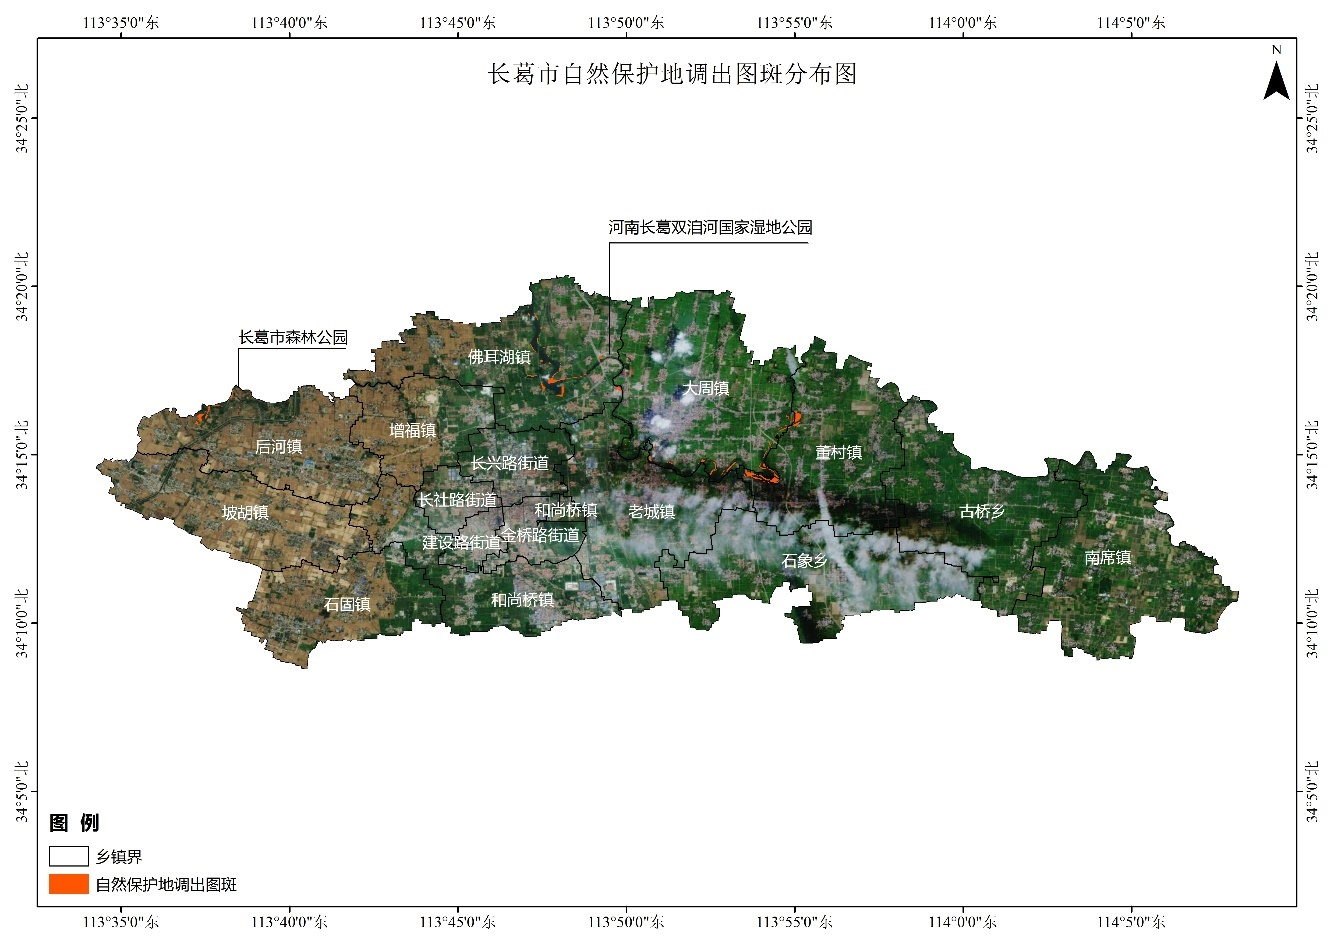 113°35'0"东 113°40'0"东 113°45'0"东 113°50'0"东 113°55'0"东 114°0'0"东 114°5'0"东
长葛市自然保护地调出图斑分布图
N
34°25'0"北 34°25'0"北
河南长葛双洎河国家湿地公园
34°20'0"北 34°20'0"北
长葛市森林公园
佛耳湖镇
大周镇
增福镇
后河镇
董村镇
34°15'0"北 34°15'0"北
长兴路街道
长社路街道
坡胡镇
和尚桥镇
老城镇
古桥乡
金桥路街道
建设路街道
石象乡
南席镇
石固镇
和尚桥镇
34°10'0"北 34°10'0"北
34°5'0"北 34°5'0"北
图 例
乡镇界
自然保护地调出图斑
113°35'0"东 113°40'0"东 113°45'0"东 113°50'0"东 113°55'0"东 114°0'0"东 114°5'0"东